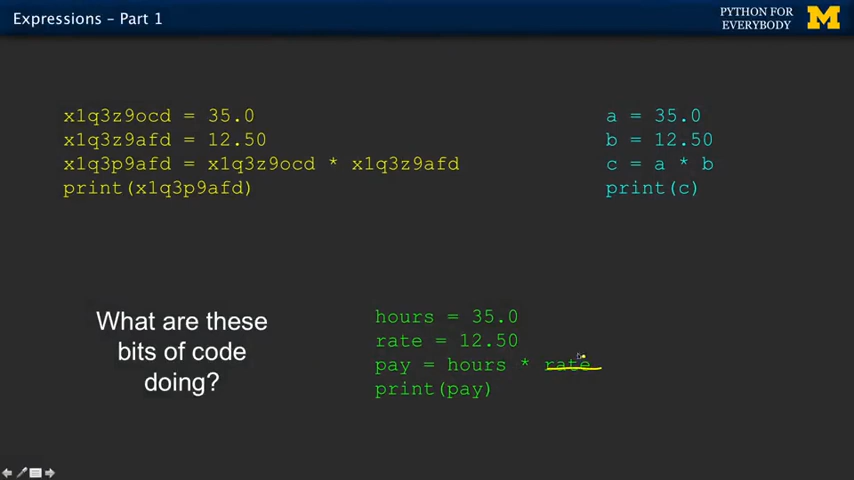 Expressions – Part 1
PYTHON FOR
EVERYBODY
M
x1q3z9ocd = 35.0
x1q3z9afd = 12.50
x1q3p9afd = x1q3z9ocd * x1q3z9afd
print(x1q3p9afd)
a = 35.0
b = 12.50
c = a * b
print(c)
What are these
bits of code
doing?
hours = 35.0
rate = 12.50
pay = hours * rate
print(pay)